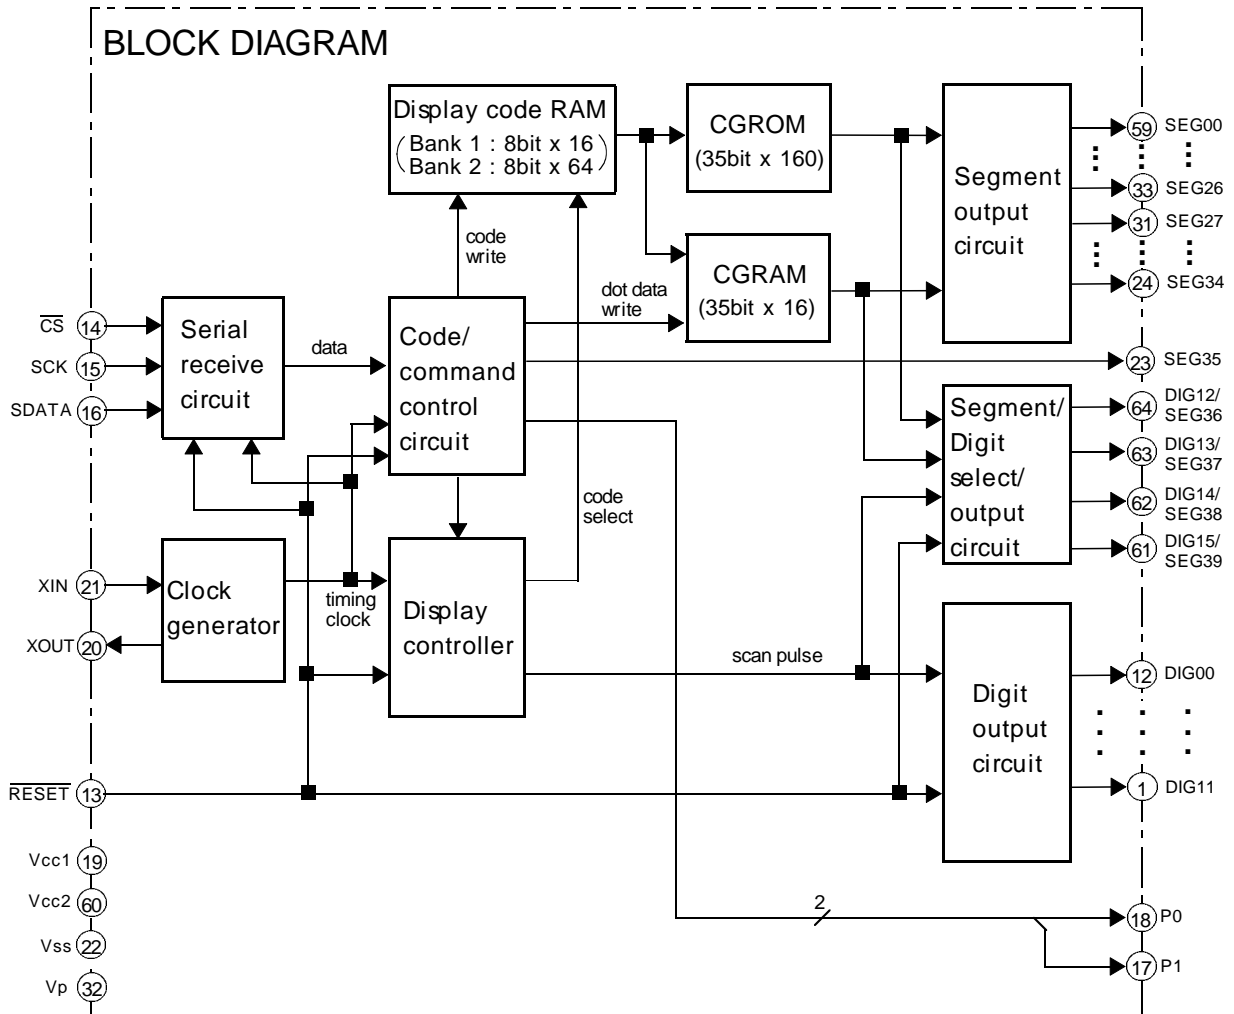 BLOCK DIAGRAM
Display code RAM
(Bank 1 : 8bit x 16
Bank 2 : 8bit x 64)
CGROM
(35bit x 160)
CGRAM
(35bit x 16)
Segment
output
circuit
59 SEG00
33 SEG26
31 SEG27
24 SEG34
code
write
dot data
write
C̅S̅ 14
SCK 15
SDATA 16
Serial
receive
circuit
data
Code/
command
control
circuit
23 SEG35
Segment/
Digit
select/
output
circuit
64 DIG12/
SEG36
63 DIG13/
SEG37
62 DIG14/
SEG38
61 DIG15/
SEG39
code
select
XIN 21
XOUT 20
Clock
generator
timing
clock
Display
controller
scan pulse
Digit
output
circuit
12 DIG00
1 DIG11
R̅E̅S̅E̅T̅ 13
Vcc1 19
Vcc2 60
Vss 22
Vp 32
2
18 P0
17 P1